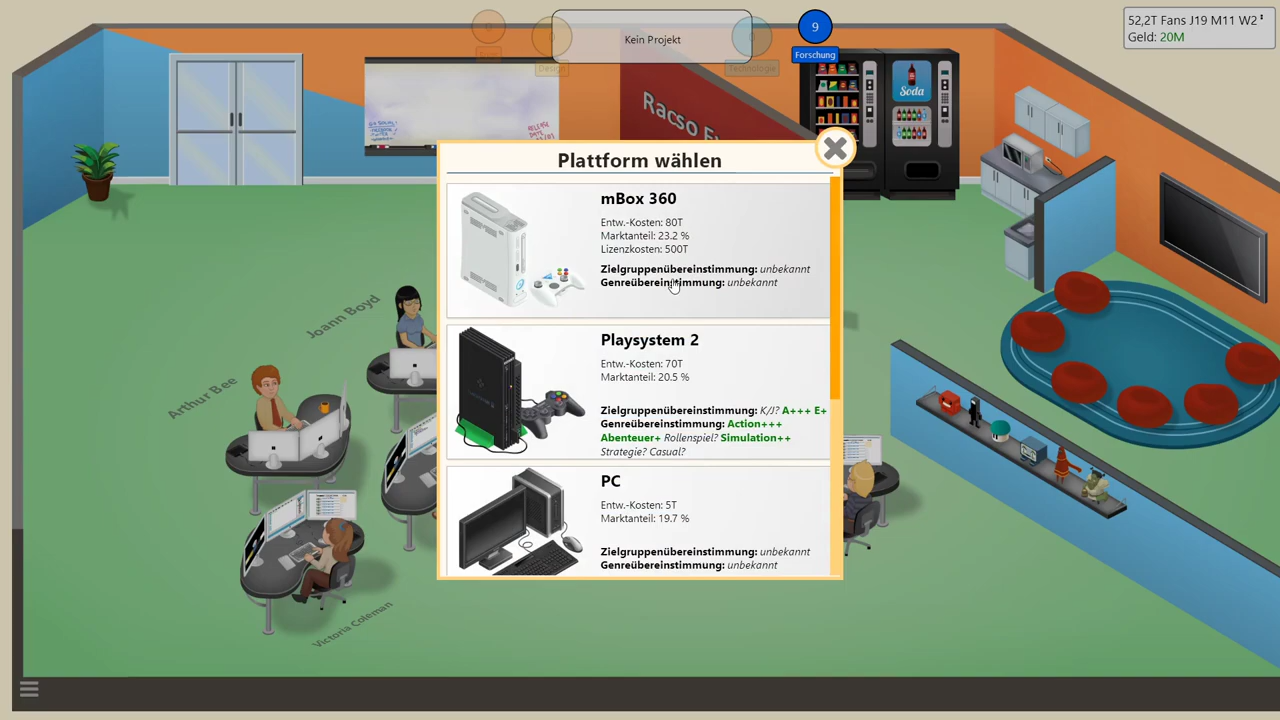 Kein Projekt
9
Forschung
Design
Technologie
52,2T Fans J19 M11 W2
Geld: 20M
Soda
Racso E
Joann Boyd
Arthur Bee
Victoria Coleman
Plattform wählen
mBox 360
Entw.-Kosten: 80T
Marktanteil: 23.2 %
Lizenzkosten: 500T
Zielgruppenübereinstimmung: unbekannt
Genreübereinstimmung: unbekannt
Playsystem 2
Entw.-Kosten: 70T
Marktanteil: 20.5 %
Zielgruppenübereinstimmung: K/J? A+++ E+
Genreübereinstimmung: Action+++
Abenteuer+ Rollenspiel? Simulation++
Strategie? Casual?
PC
Entw.-Kosten: 5T
Marktanteil: 19.7 %
Zielgruppenübereinstimmung: unbekannt
Genreübereinstimmung: unbekannt